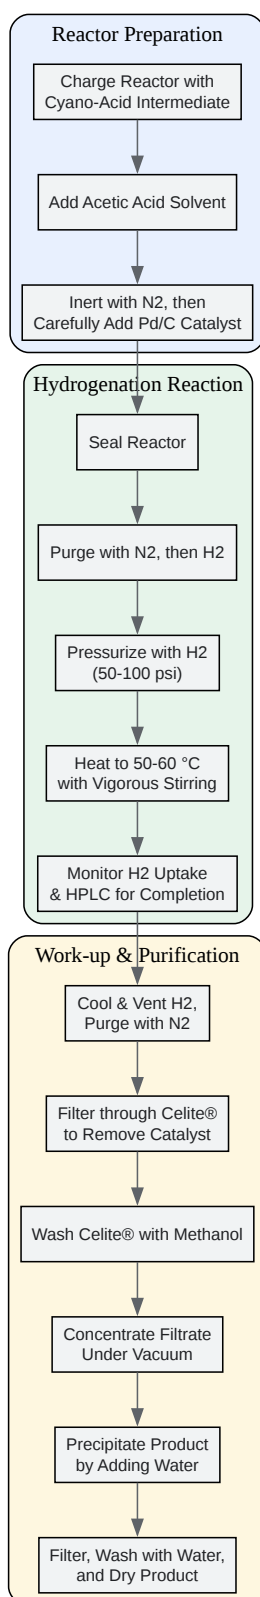 Reactor Preparation
Charge Reactor with
Cyano-Acid Intermediate
Add Acetic Acid Solvent
Inert with N2, then
Carefully Add Pd/C Catalyst
Hydrogenation Reaction
Seal Reactor
Purge with N2, then H2
Pressurize with H2
(50-100 psi)
Heat to 50-60 °C
with Vigorous Stirring
Monitor H2 Uptake
& HPLC for Completion
Work-up & Purification
Cool & Vent H2,
Purge with N2
Filter through Celite®
to Remove Catalyst
Wash Celite® with Methanol
Concentrate Filtrate
Under Vacuum
Precipitate Product
by Adding Water
Filter, Wash with Water,
and Dry Product